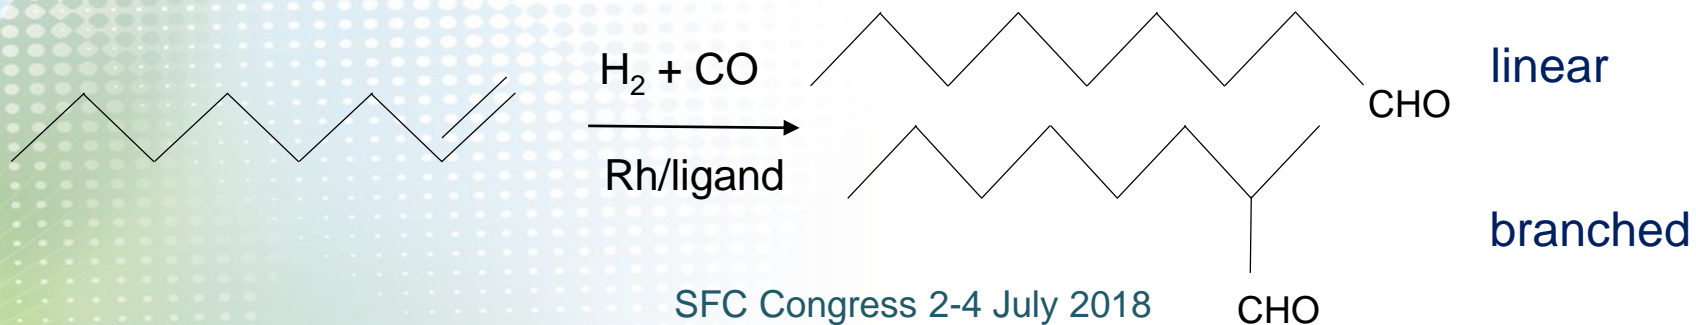 H₂ + CO
Rh/ligand
CHO
linear
CHO
branched
SFC Congress 2-4 July 2018